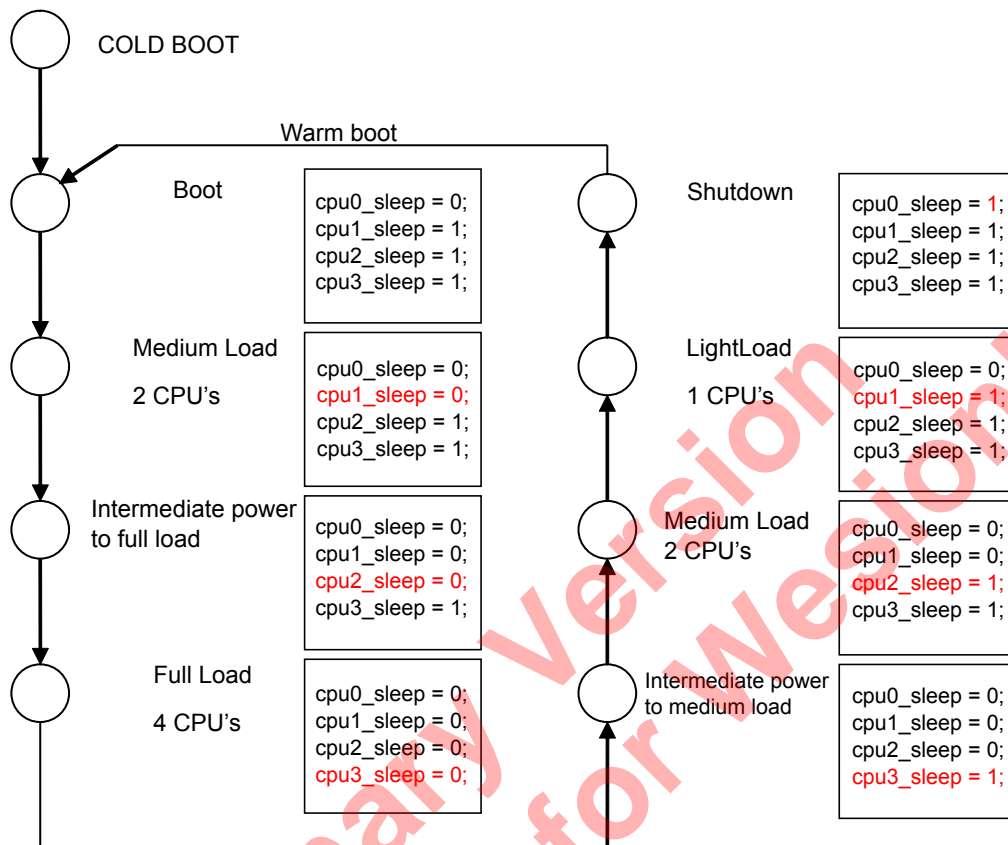 COLD BOOT
Warm boot
Boot
cpu0_sleep = 0;
cpu1_sleep = 1;
cpu2_sleep = 1;
cpu3_sleep = 1;
Medium Load
2 CPU's
cpu0_sleep = 0;
cpu1_sleep = 0;
cpu2_sleep = 1;
cpu3_sleep = 1;
Intermediate power
to full load
cpu0_sleep = 0;
cpu1_sleep = 0;
cpu2_sleep = 0;
cpu3_sleep = 1;
Full Load
4 CPU's
cpu0_sleep = 0;
cpu1_sleep = 0;
cpu2_sleep = 0;
cpu3_sleep = 0;
Shutdown
cpu0_sleep = 1;
cpu1_sleep = 1;
cpu2_sleep = 1;
cpu3_sleep = 1;
LightLoad
1 CPU's
cpu0_sleep = 0;
cpu1_sleep = 1;
cpu2_sleep = 1;
cpu3_sleep = 1;
Medium Load
2 CPU's
cpu0_sleep = 0;
cpu1_sleep = 0;
cpu2_sleep = 1;
cpu3_sleep = 1;
Intermediate power
to medium load
cpu0_sleep = 0;
cpu1_sleep = 0;
cpu2_sleep = 0;
cpu3_sleep = 1;
Version
for